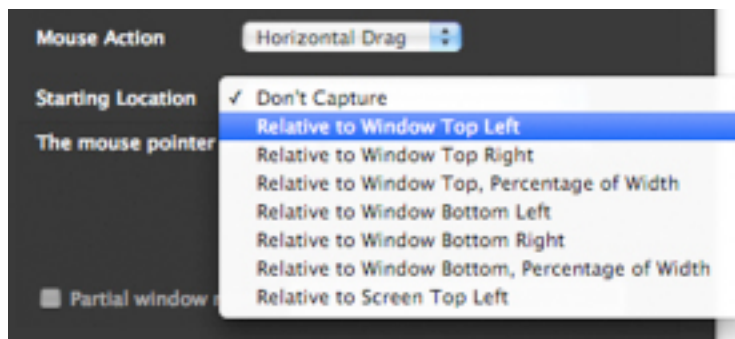 Mouse Action Horizontal Drag
Starting Location ✓ Don't Capture
Relative to Window Top Left
The mouse pointer
Relative to Window Top Right
Relative to Window Top, Percentage of Width
Relative to Window Bottom Left
Relative to Window Bottom Right
Relative to Window Bottom, Percentage of Width
Partial window
Relative to Screen Top Left